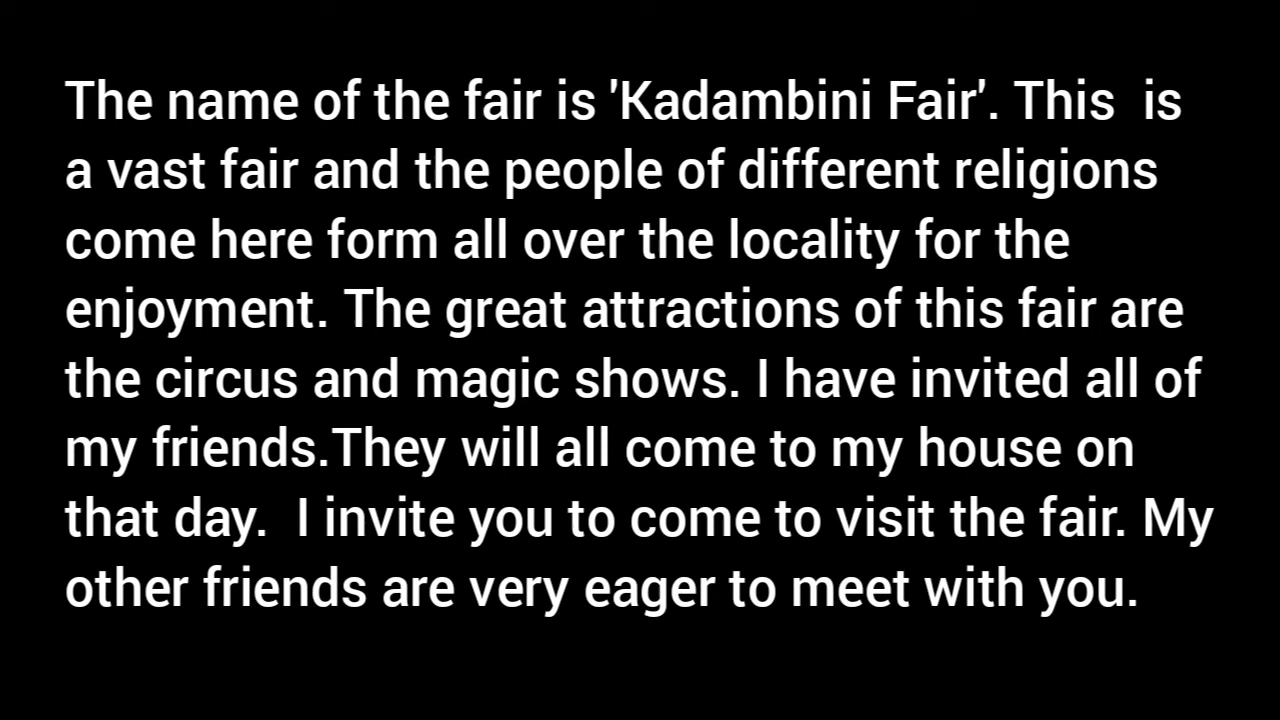 The name of the fair is 'Kadambini Fair'. This  is
a vast fair and the people of different religions
come here form all over the locality for the
enjoyment. The great attractions of this fair are
the circus and magic shows. I have invited all of
my friends.They will all come to my house on
that day.  I invite you to come to visit the fair. My
other friends are very eager to meet with you.